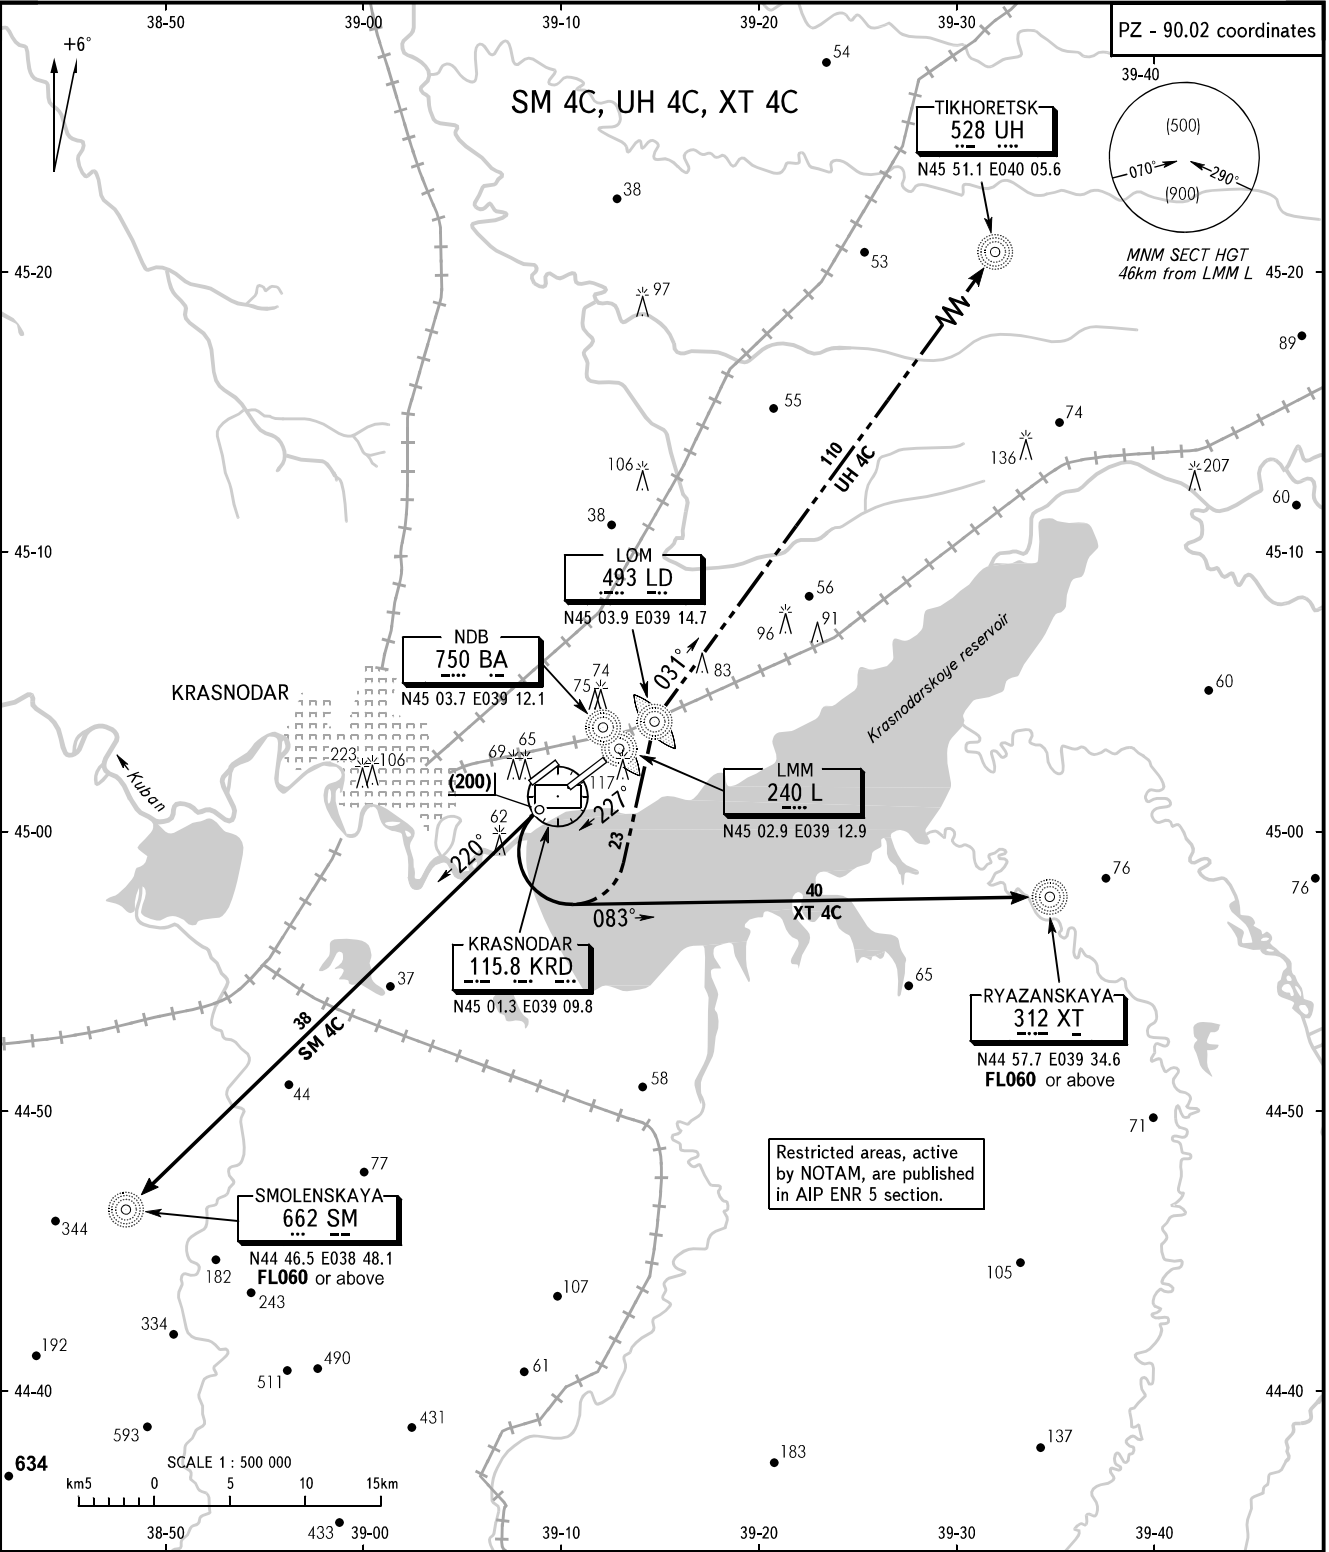 38-50
39-00
39-10
39-20
39-30
PZ - 90.02 coordinates
39-40
+6°
54
SM 4C, UH 4C, XT 4C
TIKHORETSK
528 UH
N45 51.1 E040 05.6
(500)
070°
290°
(900)
MNM SECT HGT
46km from LMM L
38
53
45-20
45-20
97
89
55
74
110
UH 4C
136
207
106
60
38
45-10
45-10
LOM
493 LD
N45 03.9 E039 14.7
56
96
91
Krasnodarskoye reservoir
NDB
750 BA
N45 03.7 E039 12.1
031°
83
74
75
60
KRASNODAR
223
106
69
65
(200)
117
LMM
240 L
N45 02.9 E039 12.9
Kuban
227°
62
45-00
45-00
220°
23
76
76
40
XT 4C
083°
KRASNODAR
115.8 KRD
N45 01.3 E039 09.8
37
65
RYAZANSKAYA
312 XT
N44 57.7 E039 34.6
FL060 or above
38
SM 4C
44
58
44-50
44-50
71
77
Restricted areas, active
by NOTAM, are published
in AIP ENR 5 section.
SMOLENSKAYA
662 SM
N44 46.5 E038 48.1
FL060 or above
344
182
243
107
105
334
192
511
490
61
44-40
44-40
593
431
137
183
634
SCALE 1 : 500 000
km5
0
5
10
15km
433
38-50
39-00
39-10
39-20
39-30
39-40